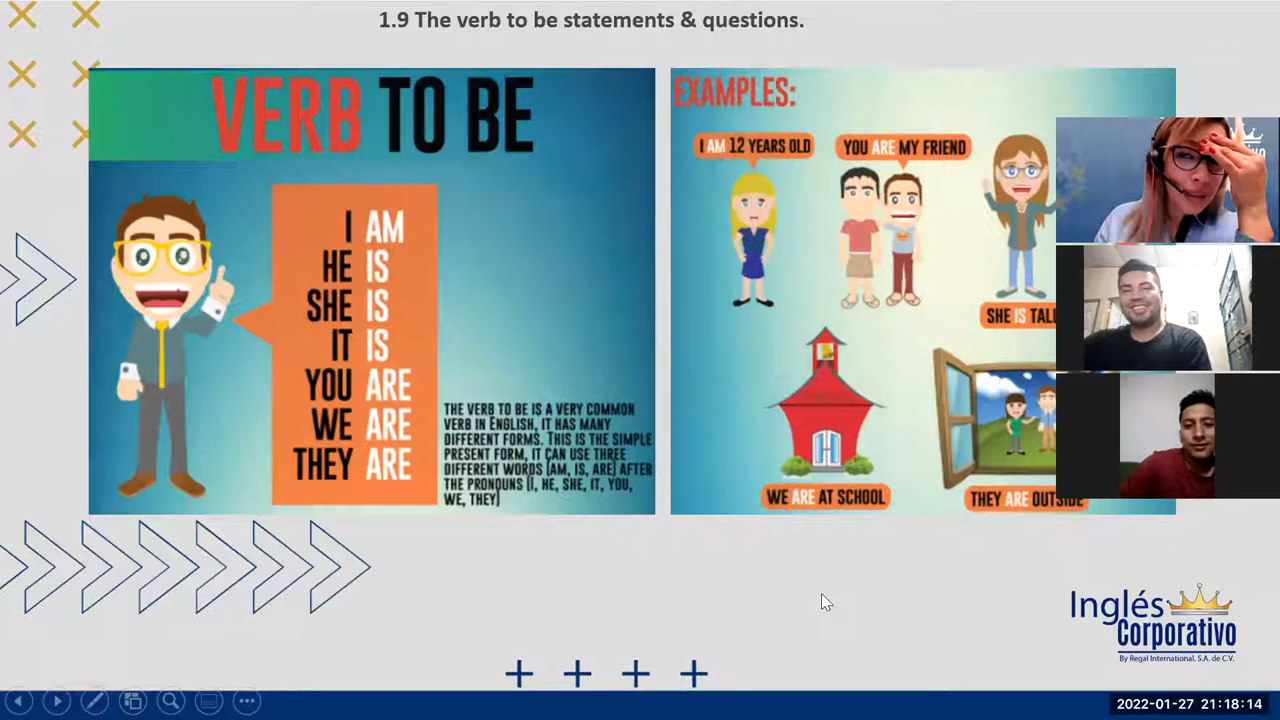 1.9 The verb to be statements & questions.
VERB TO BE
I AM
HE IS
SHE IS
IT IS
YOU ARE
WE ARE
THEY ARE
THE VERB TO BE IS A VERY COMMON
VERB IN ENGLISH, IT HAS MANY
DIFFERENT FORMS. THIS IS THE SIMPLE
PRESENT FORM, IT CAN USE THREE
DIFFERENT WORDS (AM, IS, ARE) AFTER
THE PRONOUNS (I, HE, SHE, IT, YOU,
WE, THEY)
EXAMPLES:
I AM 12 YEARS OLD
YOU ARE MY FRIEND
SHE IS TALL
WE ARE AT SCHOOL
THEY ARE OUTSIDE
Inglés
Corporativo
By Regal International, S.A. de C.V.
2022-01-27 21:18:14